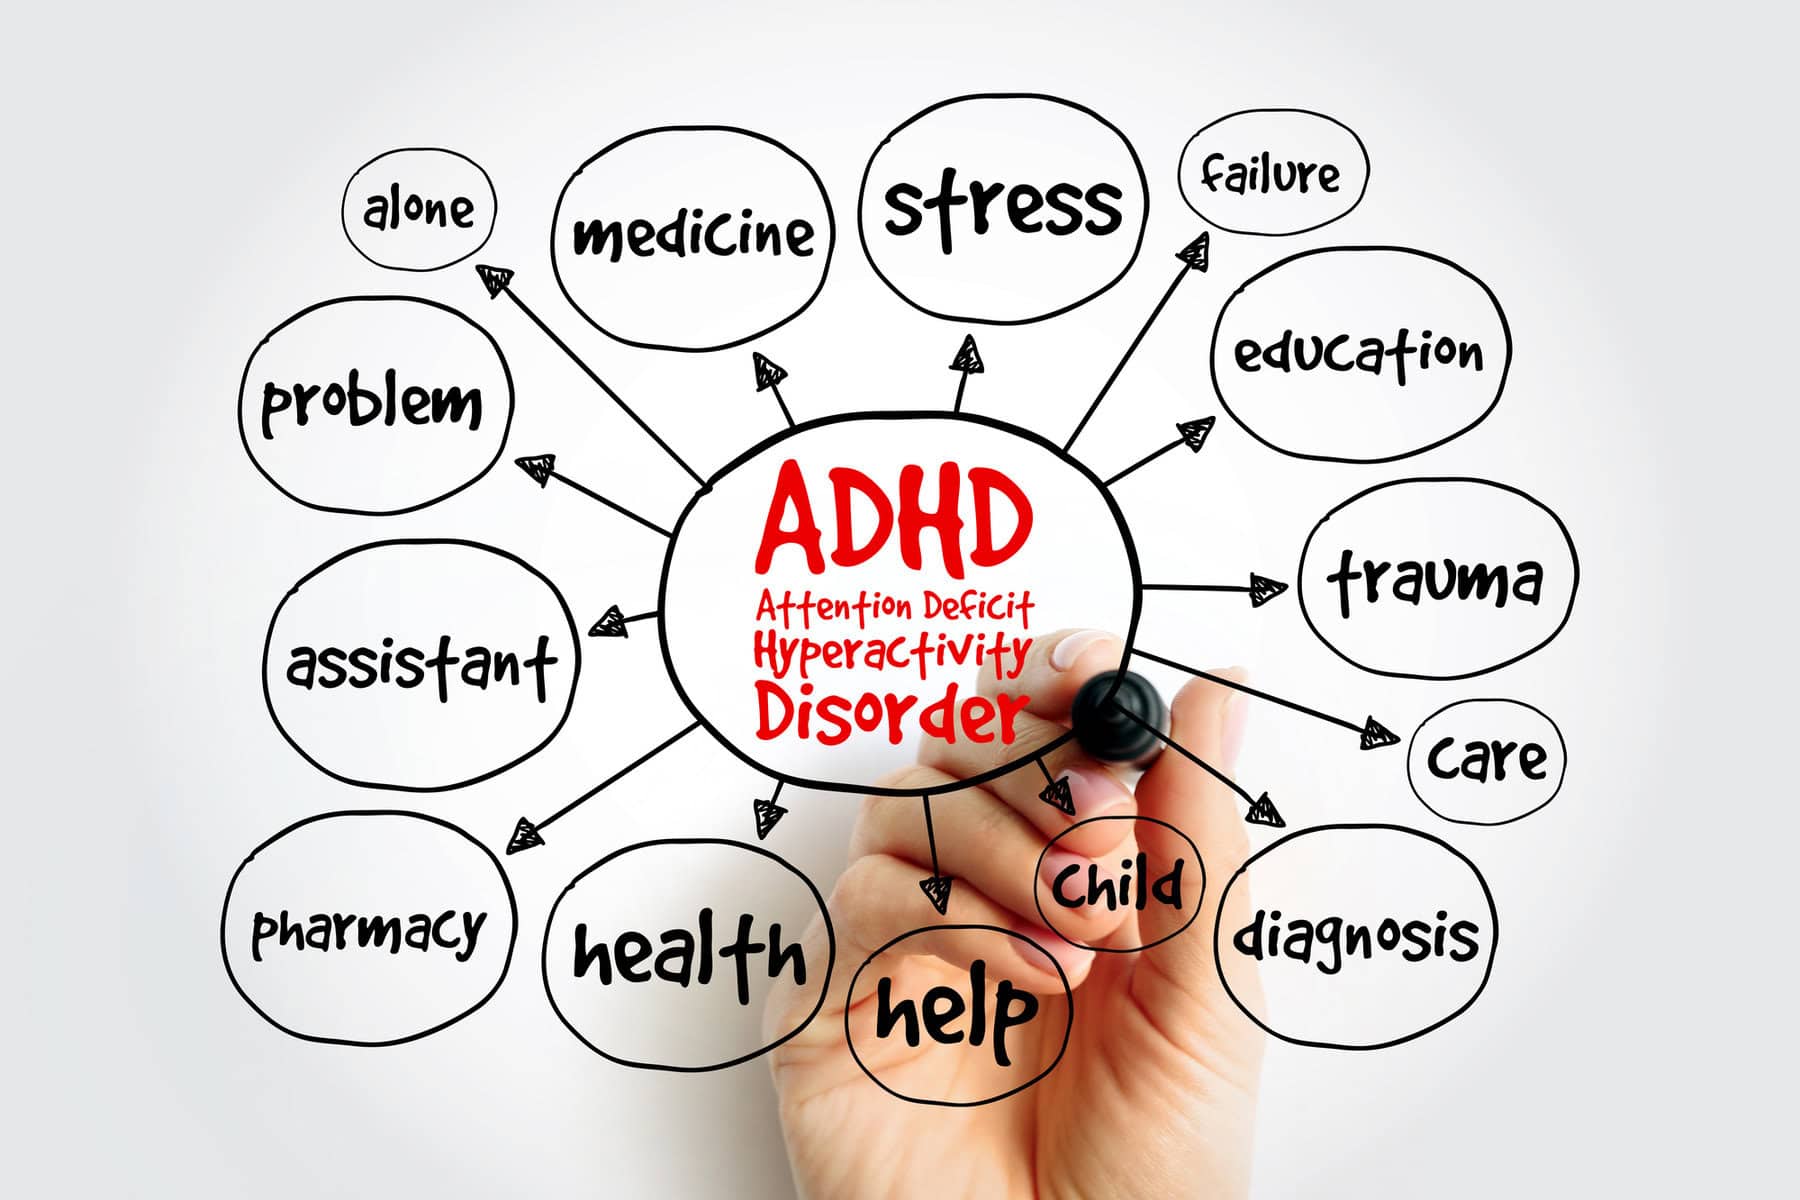 alone
medicine
stress
failure
problem
education
ADHD
Attention Deficit
Hyperactivity
Disorder
assistant
trauma
care
pharmacy
health
help
child
diagnosis